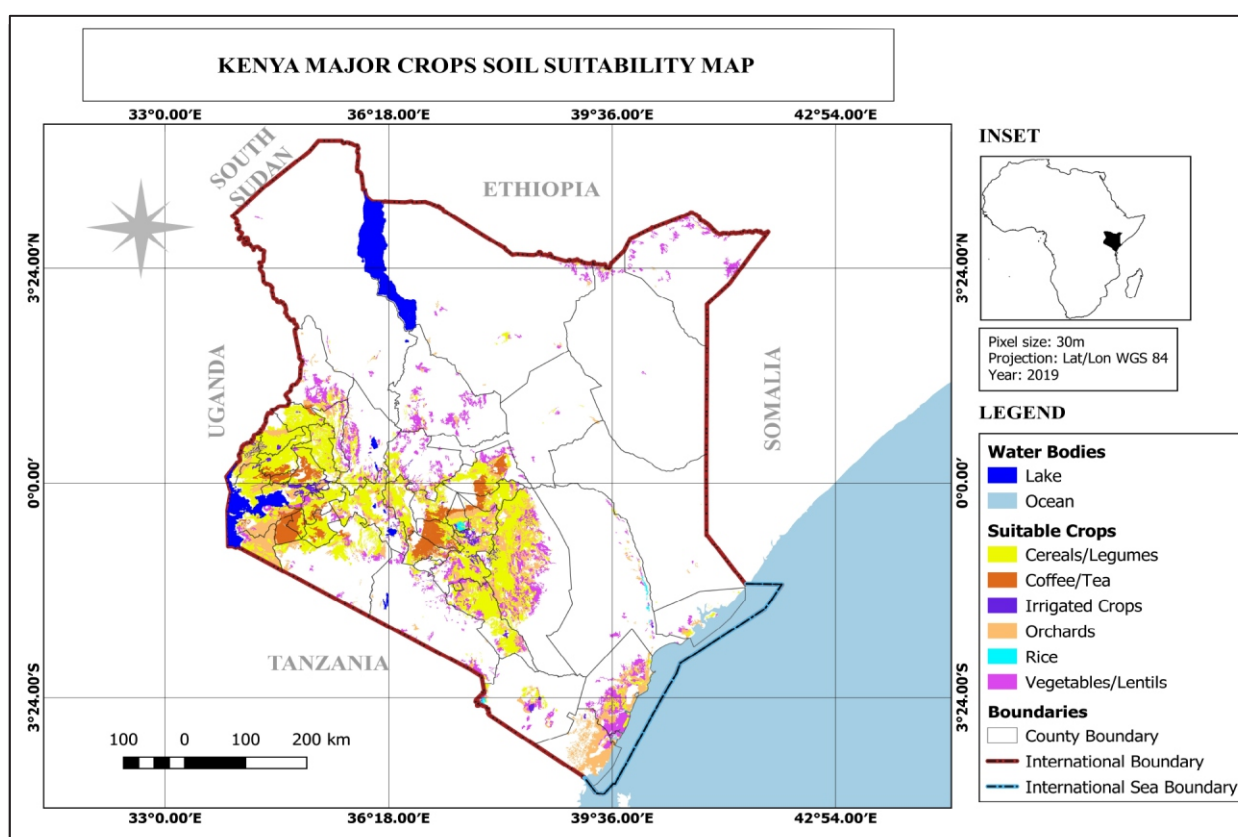 KENYA MAJOR CROPS SOIL SUITABILITY MAP
33°0.00′E 36°18.00′E 39°36.00′E 42°54.00′E
SOUTH
SUDAN
ETHIOPIA
3°24.00′N
3°24.00′N
UGANDA
SOMALIA
0°0.00′
0°0.00′
TANZANIA
3°24.00′S
3°24.00′S
100 0 100 200 km
33°0.00′E 36°18.00′E 39°36.00′E 42°54.00′E
INSET
Pixel size: 30m
Projection: Lat/Lon WGS 84
Year: 2019
LEGEND
Water Bodies
Lake
Ocean
Suitable Crops
Cereals/Legumes
Coffee/Tea
Irrigated Crops
Orchards
Rice
Vegetables/Lentils
Boundaries
County Boundary
International Boundary
International Sea Boundary